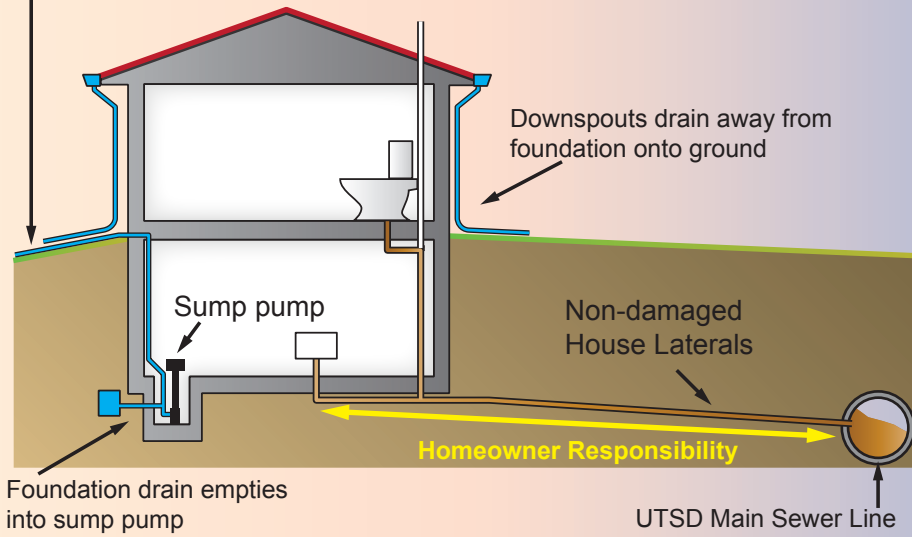 Downspouts drain away from
foundation onto ground
Sump pump
Non-damaged
House Laterals
Homeowner Responsibility
Foundation drain empties
into sump pump
UTSD Main Sewer Line